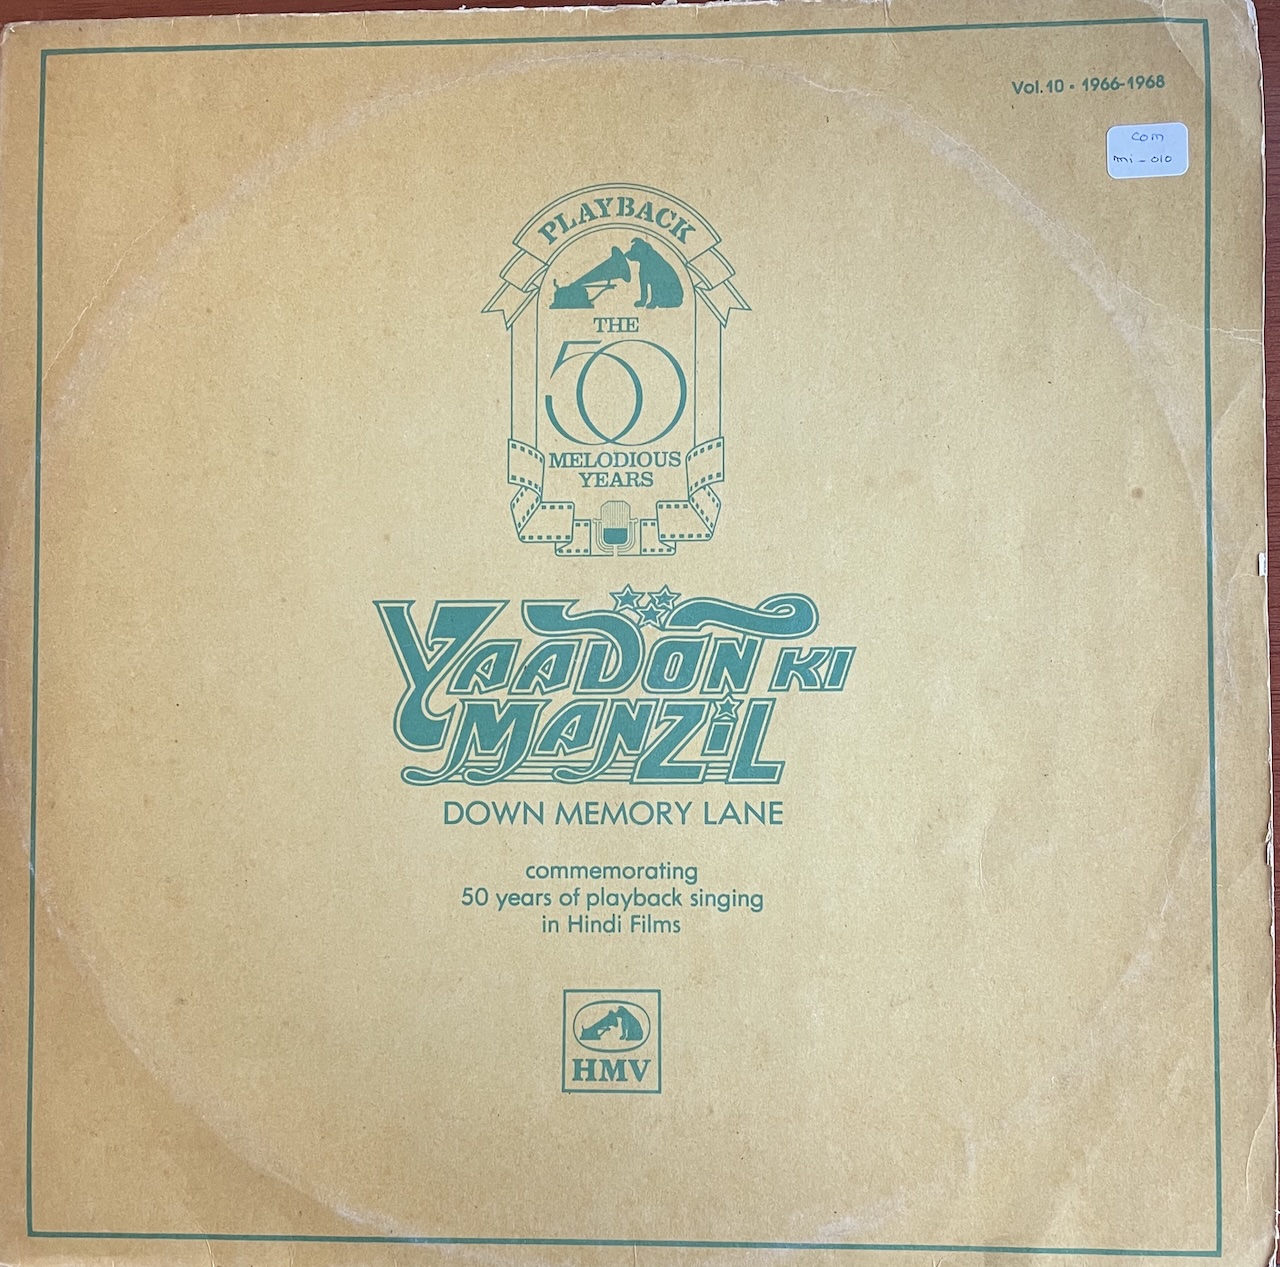 Vol. 10 • 1966-1968
com
mi - 010
PLAYBACK
THE
50
MELODIOUS
YEARS
YAADON KI
MANZIL
DOWN MEMORY LANE
commemorating
50 years of playback singing
in Hindi Films
HMV